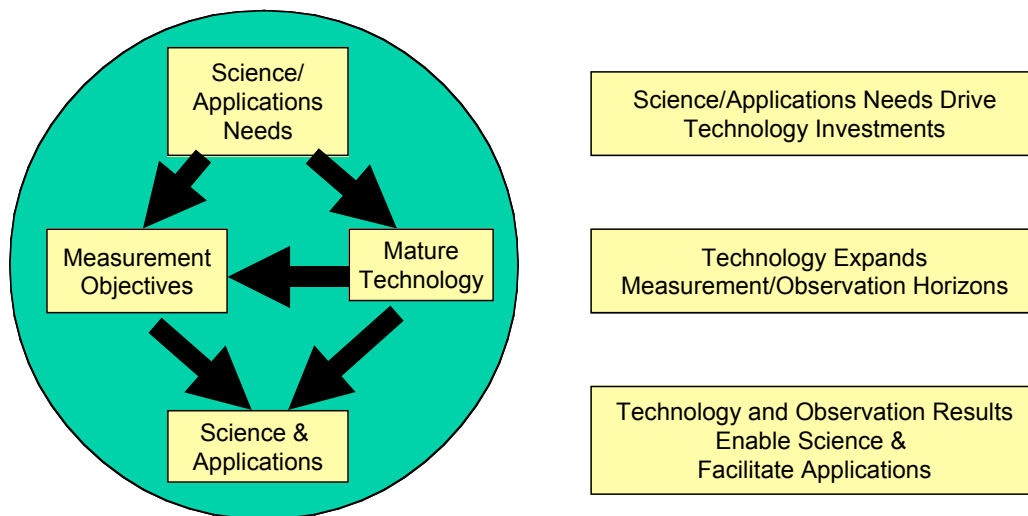 Science/
Applications
Needs
Science/Applications Needs Drive
Technology Investments
Measurement
Objectives
Mature
Technology
Technology Expands
Measurement/Observation Horizons
Science &
Applications
Technology and Observation Results
Enable Science &
Facilitate Applications